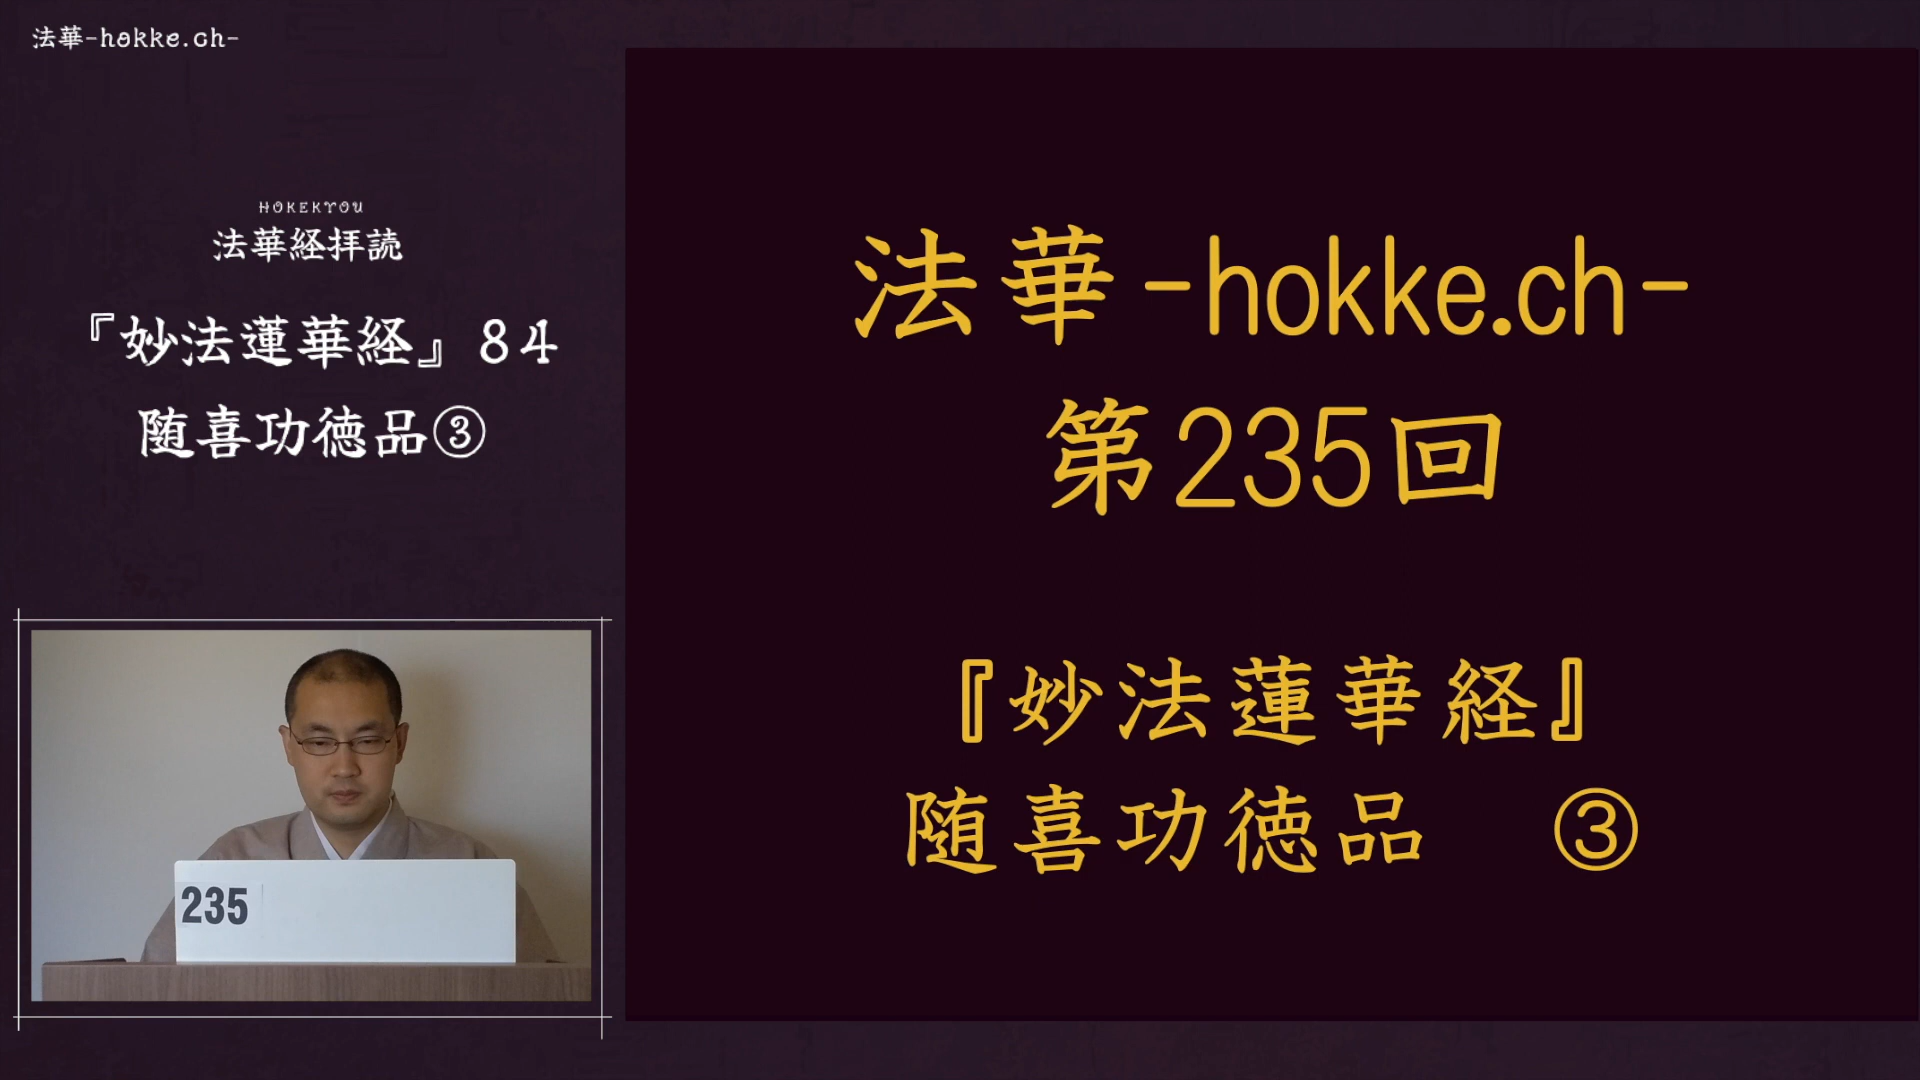 法華-hokke.ch-
HOKEKYOU
法華経拝読
『妙法蓮華経』84
随喜功徳品③
235
法華-hokke.ch-
第235回
『妙法蓮華経』
随喜功徳品 ③